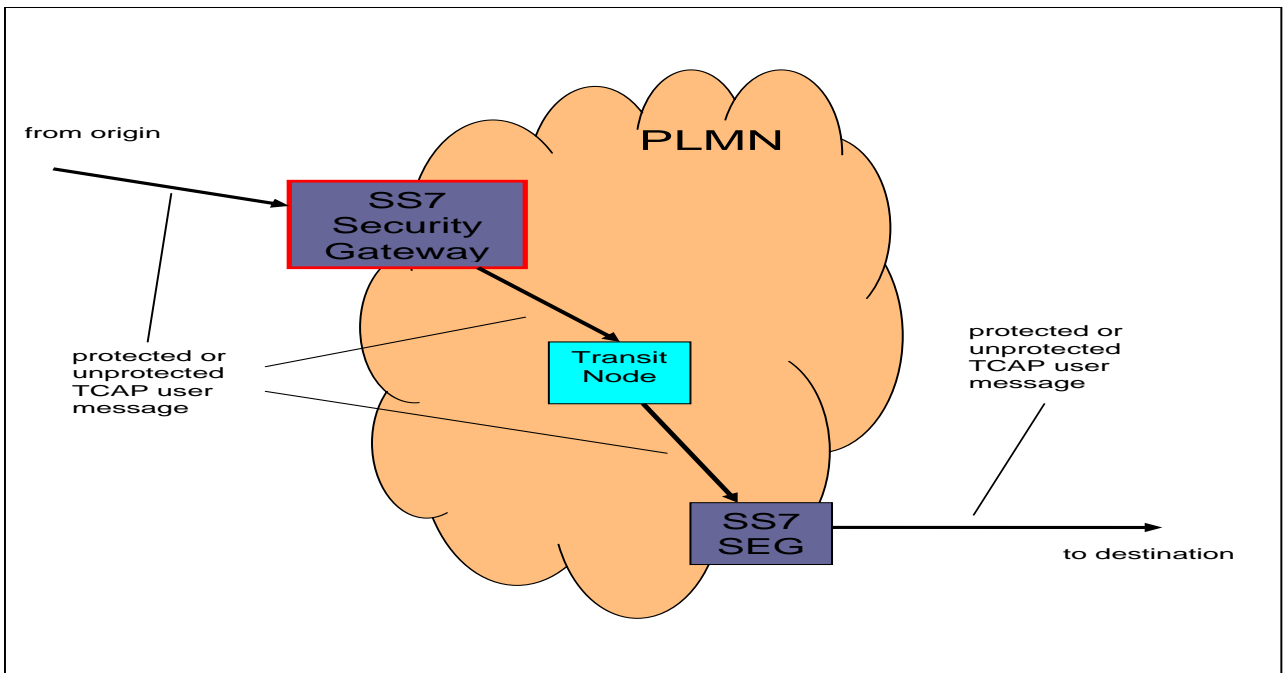 PLMN
from origin
SS7
Security
Gateway
protected or
unprotected
TCAP user
message
Transit
Node
protected or
unprotected
TCAP user
message
SS7
SEG
to destination